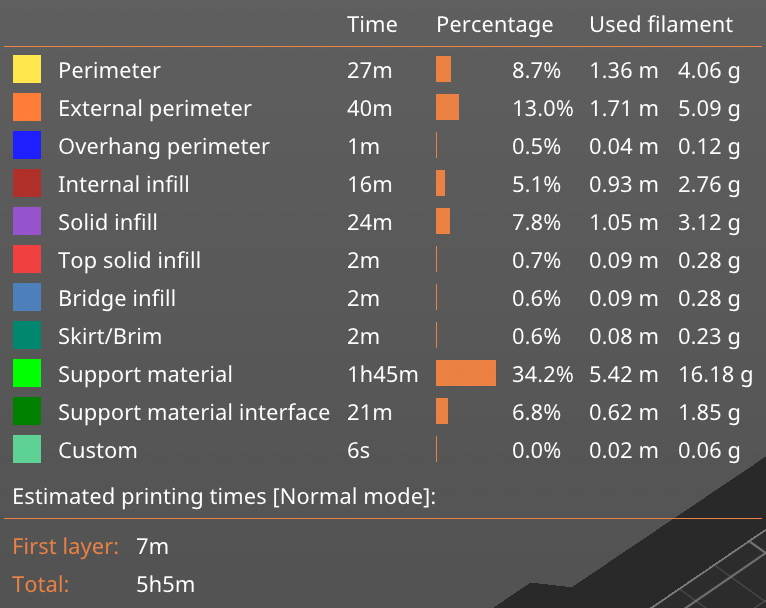 Time Percentage Used filament
Perimeter 27m 8.7% 1.36 m 4.06 g
External perimeter 40m 13.0% 1.71 m 5.09 g
Overhang perimeter 1m 0.5% 0.04 m 0.12 g
Internal infill 16m 5.1% 0.93 m 2.76 g
Solid infill 24m 7.8% 1.05 m 3.12 g
Top solid infill 2m 0.7% 0.09 m 0.28 g
Bridge infill 2m 0.6% 0.09 m 0.28 g
Skirt/Brim 2m 0.6% 0.08 m 0.23 g
Support material 1h45m 34.2% 5.42 m 16.18 g
Support material interface 21m 6.8% 0.62 m 1.85 g
Custom 6s 0.0% 0.02 m 0.06 g
Estimated printing times [Normal mode]:
First layer: 7m
Total: 5h5m